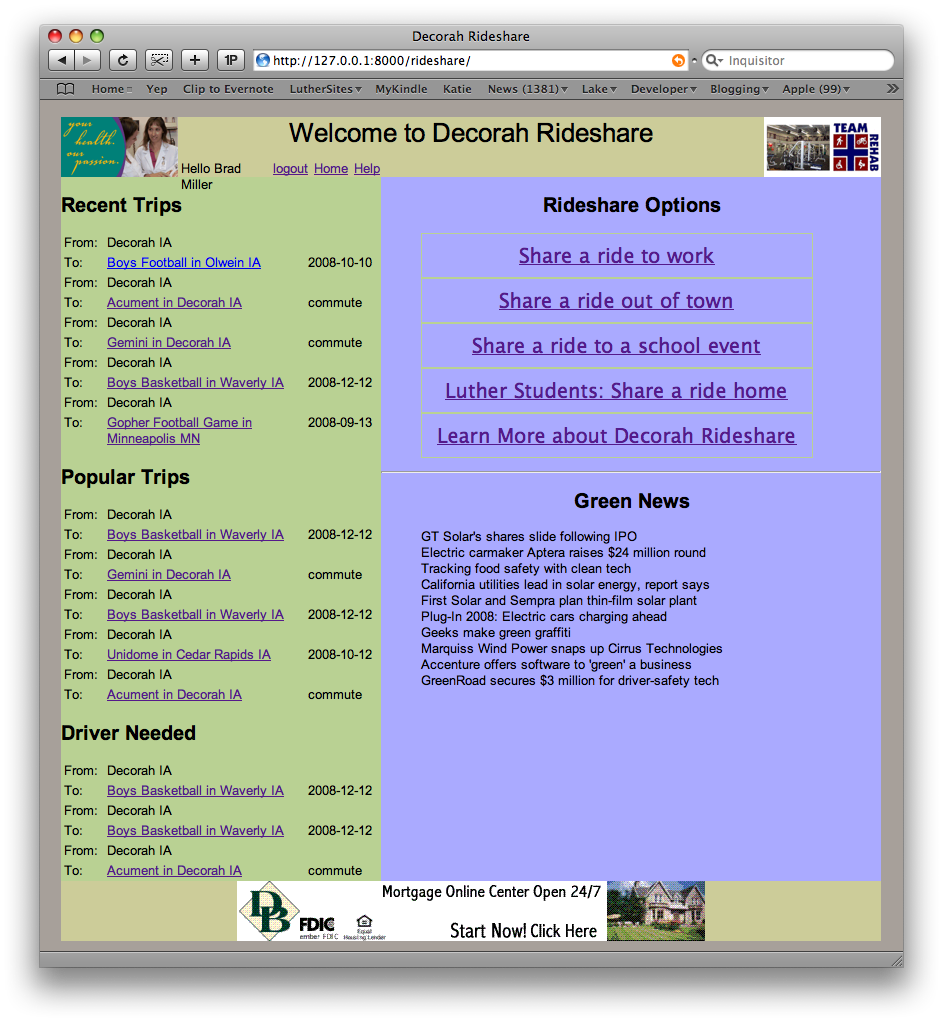 Decorah Rideshare
1P
http://127.0.0.1:8000/rideshare/
Inquisitor
Home Yep Clip to Evernote LutherSites MyKindle Katie News (1381) Lake Developer Blogging Apple (99)
your health. our passion.
Welcome to Decorah Rideshare
TEAM REHAB
Hello Brad Miller
logout Home Help
Recent Trips
From: Decorah IA
To: Boys Football in Olwein IA 2008-10-10
From: Decorah IA
To: Acument in Decorah IA commute
From: Decorah IA
To: Gemini in Decorah IA commute
From: Decorah IA
To: Boys Basketball in Waverly IA 2008-12-12
From: Decorah IA
To: Gopher Football Game in 2008-09-13
Minneapolis MN
Popular Trips
From: Decorah IA
To: Boys Basketball in Waverly IA 2008-12-12
From: Decorah IA
To: Gemini in Decorah IA commute
From: Decorah IA
To: Boys Basketball in Waverly IA 2008-12-12
From: Decorah IA
To: Unidome in Cedar Rapids IA 2008-10-12
From: Decorah IA
To: Acument in Decorah IA commute
Driver Needed
From: Decorah IA
To: Boys Basketball in Waverly IA 2008-12-12
From: Decorah IA
To: Boys Basketball in Waverly IA 2008-12-12
From: Decorah IA
To: Acument in Decorah IA commute
Rideshare Options
Share a ride to work
Share a ride out of town
Share a ride to a school event
Luther Students: Share a ride home
Learn More about Decorah Rideshare
Green News
GT Solar's shares slide following IPO
Electric carmaker Aptera raises $24 million round
Tracking food safety with clean tech
California utilities lead in solar energy, report says
First Solar and Sempra plan thin-film solar plant
Plug-In 2008: Electric cars charging ahead
Geeks make green graffiti
Marquiss Wind Power snaps up Cirrus Technologies
Accenture offers software to 'green' a business
GreenRoad secures $3 million for driver-safety tech
DB
FDIC
ember FDIC
Equal
Housing Lender
Mortgage Online Center Open 24/7
Start Now! Click Here